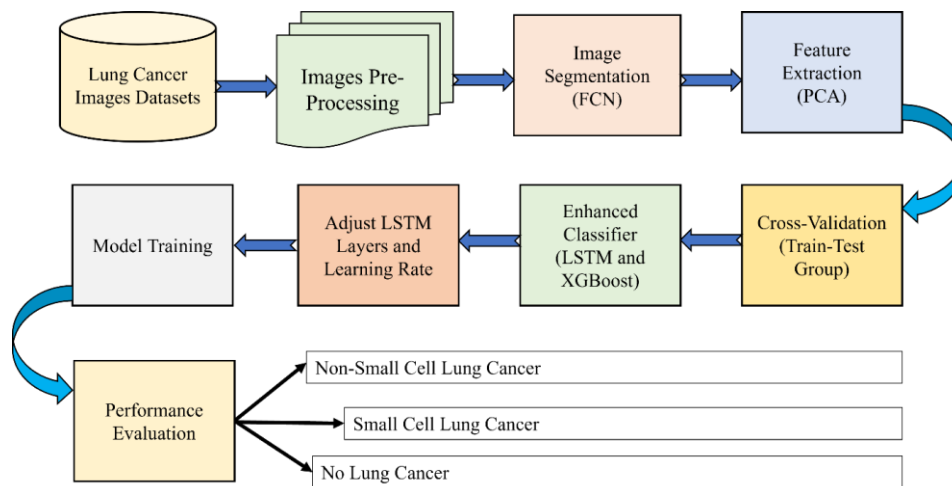 Lung Cancer
Images Datasets
Images Pre-
Processing
Image
Segmentation
(FCN)
Feature
Extraction
(PCA)
Model Training
Adjust LSTM
Layers and
Learning Rate
Enhanced
Classifier
(LSTM and
XGBoost)
Cross-Validation
(Train-Test
Group)
Performance
Evaluation
Non-Small Cell Lung Cancer
Small Cell Lung Cancer
No Lung Cancer